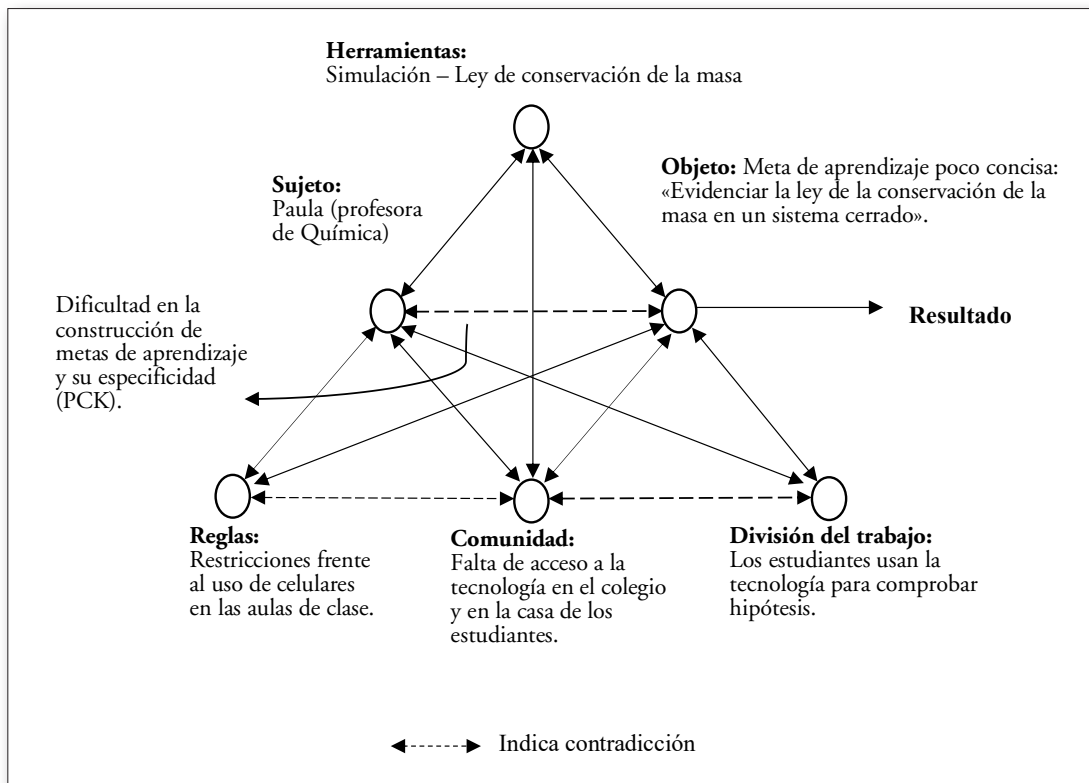 Herramientas:
Simulación – Ley de conservación de la masa
Sujeto:
Paula (profesora
de Química)
Objeto: Meta de aprendizaje poco concisa:
«Evidenciar la ley de la conservación de la
masa en un sistema cerrado».
Dificultad en la
construcción de
metas de aprendizaje
y su especificidad
(PCK).
Resultado
Reglas:
Restricciones frente
al uso de celulares
en las aulas de clase.
Comunidad:
Falta de acceso a la
tecnología en el colegio
y en la casa de los
estudiantes.
División del trabajo:
Los estudiantes usan la
tecnología para comprobar
hipótesis.
Indica contradicción